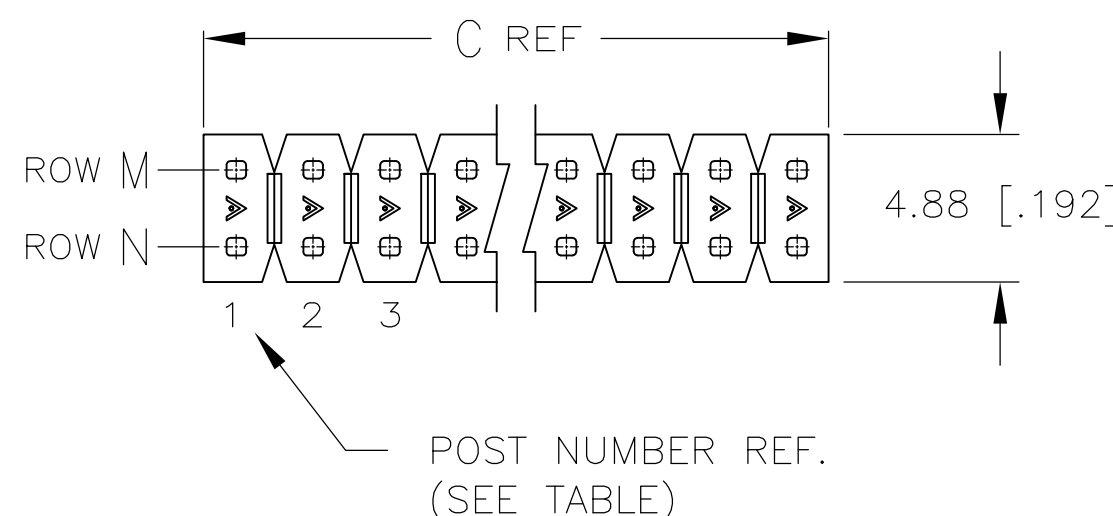 C REF
ROW M
4.88 [.192]
ROW N
1 2 3
POST NUMBER REF.
(SEE TABLE)